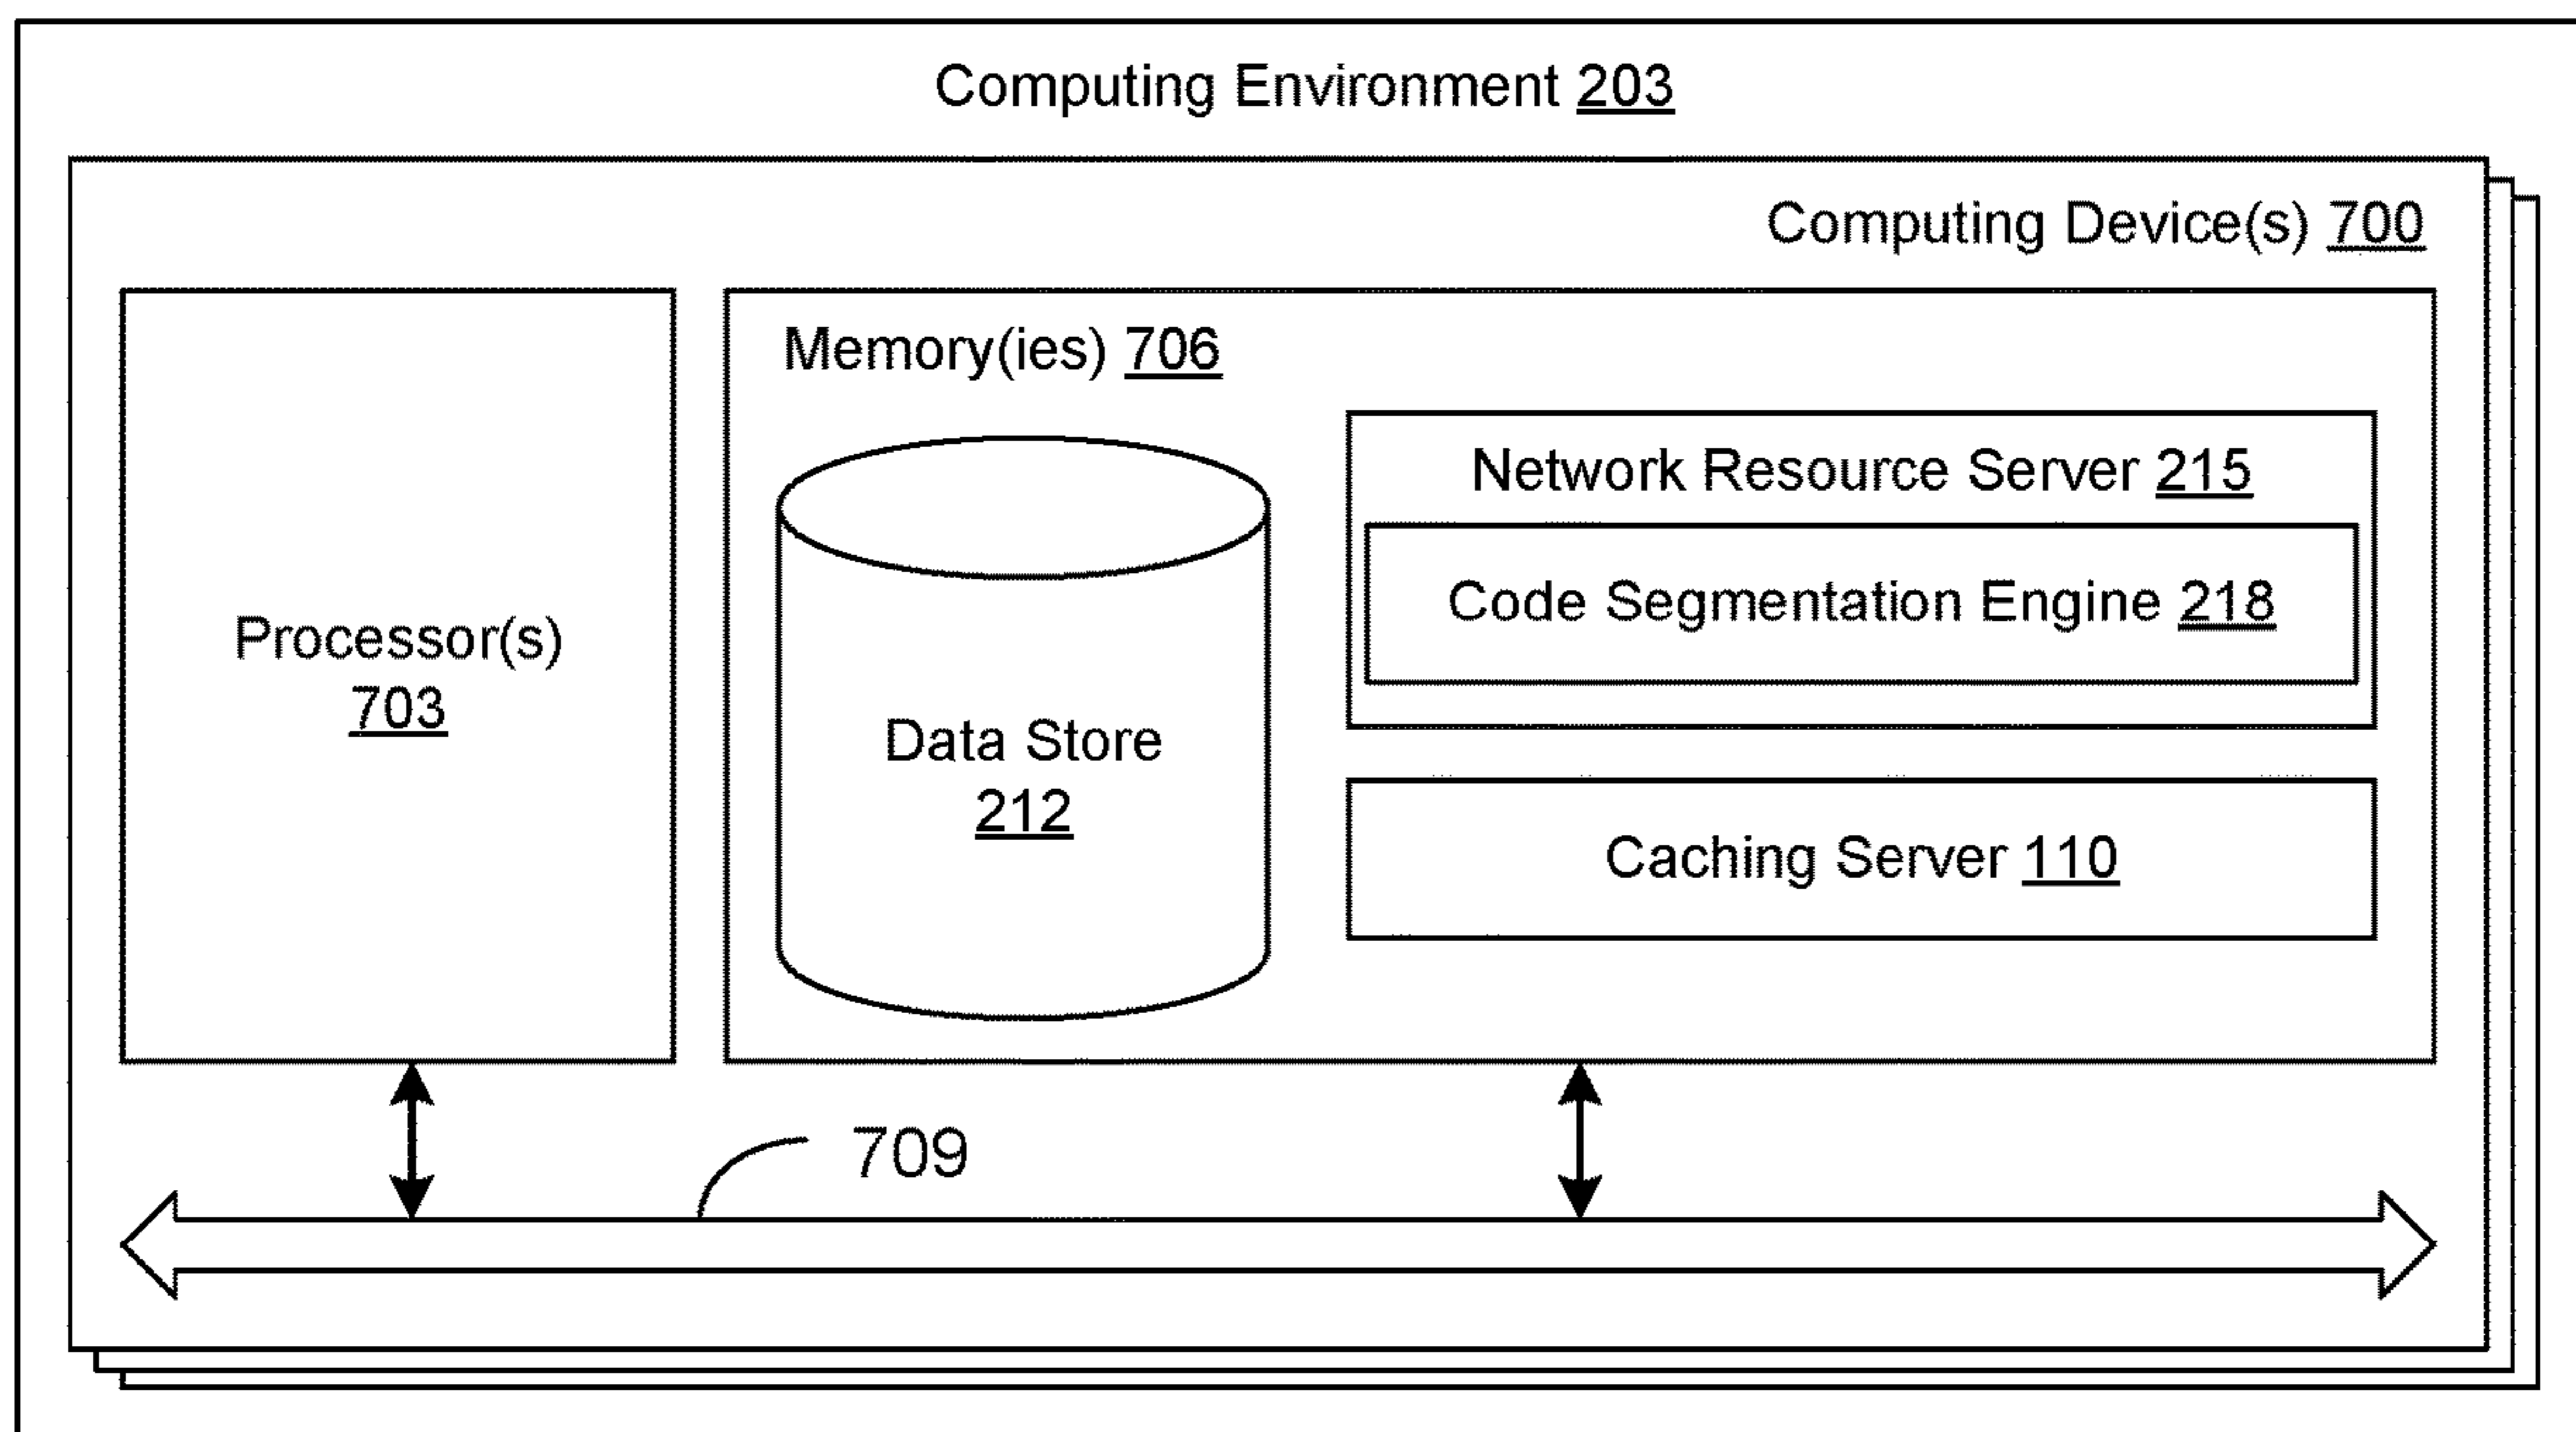 Computing Environment 203
Computing Device(s) 700
Memory(ies) 706
Network Resource Server 215
Code Segmentation Engine 218
Processor(s)
703
Data Store
212
Caching Server 110
709